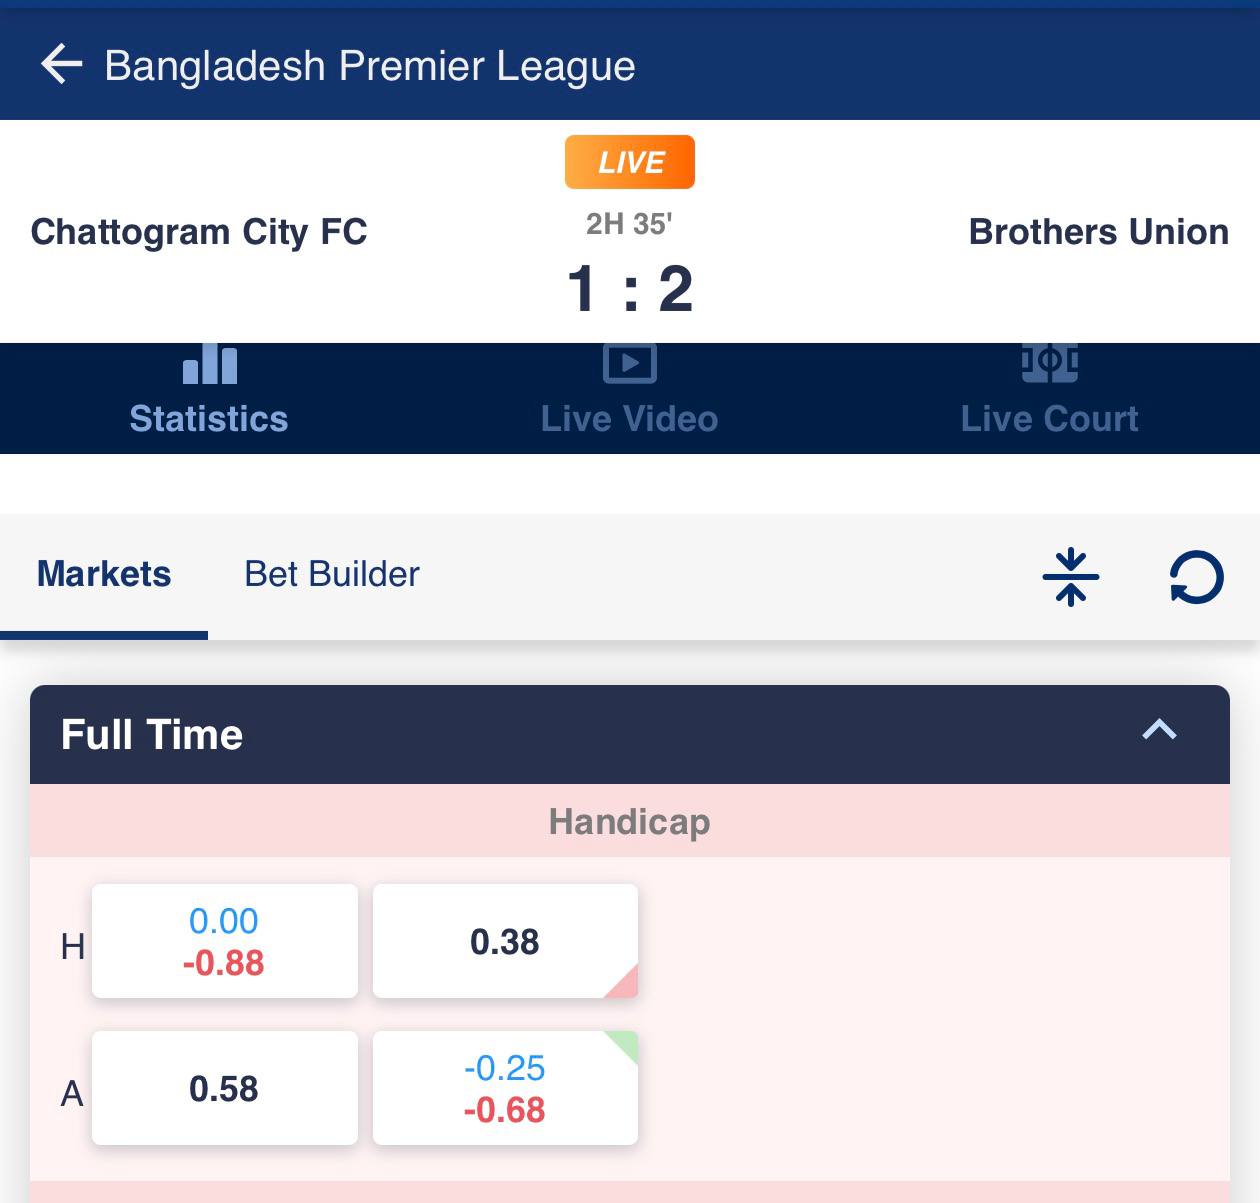 Bangladesh Premier League
LIVE
Chattogram City FC
2H 35'
Brothers Union
1 : 2
Statistics
Live Video
Live Court
Markets
Bet Builder
Full Time
Handicap
H
0.00
-0.88
0.38
A
0.58
-0.25
-0.68